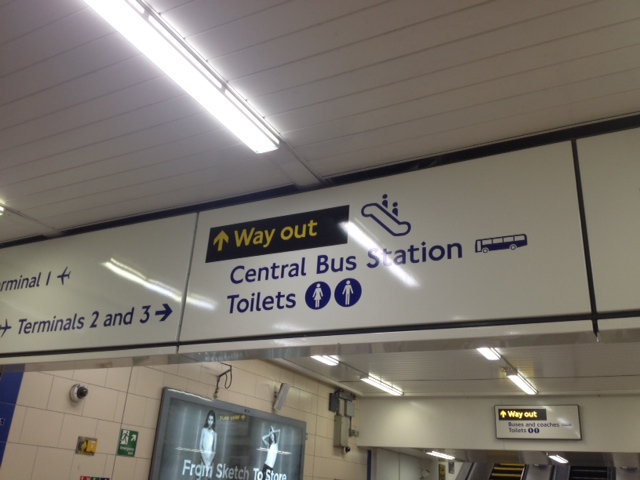 Terminal 1
Terminals 2 and 3
Way out
Central Bus Station
Toilets
From Sketch To Store
Way out
Buses and coaches
Toilets